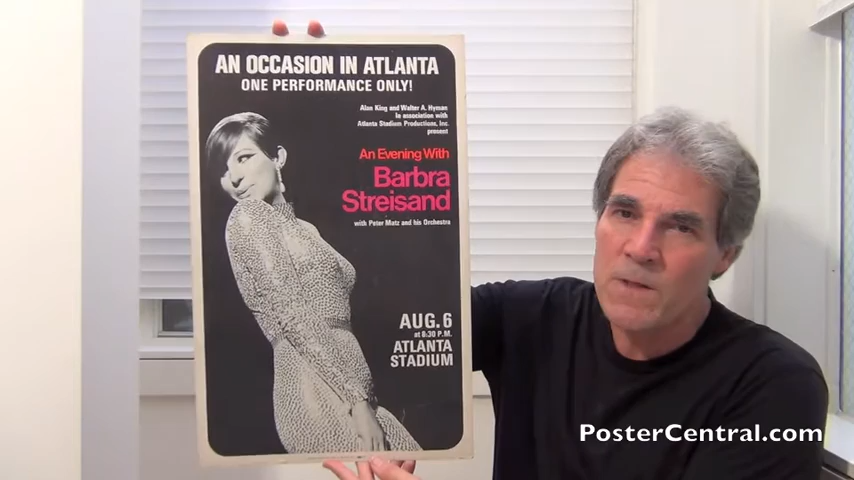 AN OCCASION IN ATLANTA
ONE PERFORMANCE ONLY!
Alan King and Walter A. Hyman
in association with
Atlanta Stadium Productions, Inc.
present
An Evening With
Barbra
Streisand
with Peter Matz and his Orchestra
AUG. 6
at 8:30 P.M.
ATLANTA
STADIUM
PosterCentral.com